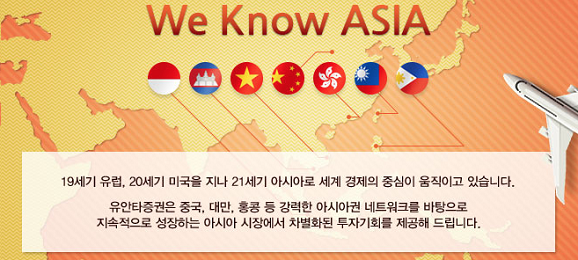 We Know ASIA
19세기 유럽, 20세기 미국을 지나 21세기 아시아로 세계 경제의 중심이 움직이고 있습니다.
유안타증권은 중국, 대만, 홍콩 등 강력한 아시아권 네트워크를 바탕으로
지속적으로 성장하는 아시아 시장에서 차별화된 투자기회를 제공해 드립니다.